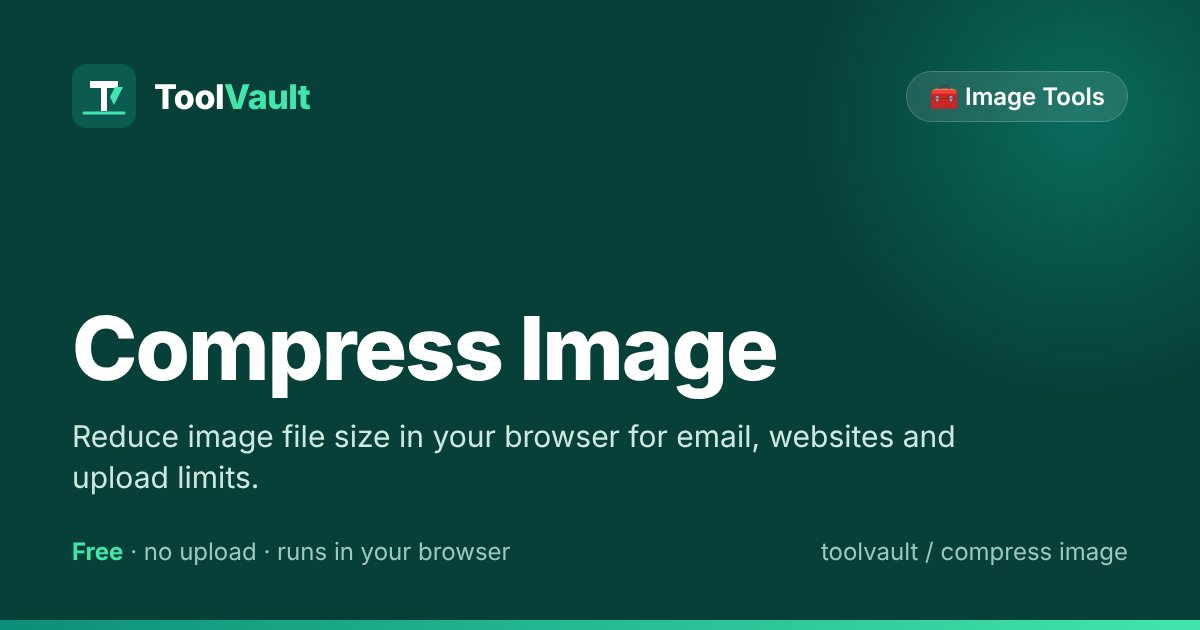 ToolVault
Image Tools
Compress Image
Reduce image file size in your browser for email, websites and
upload limits.
Free · no upload · runs in your browser
toolvault / compress image